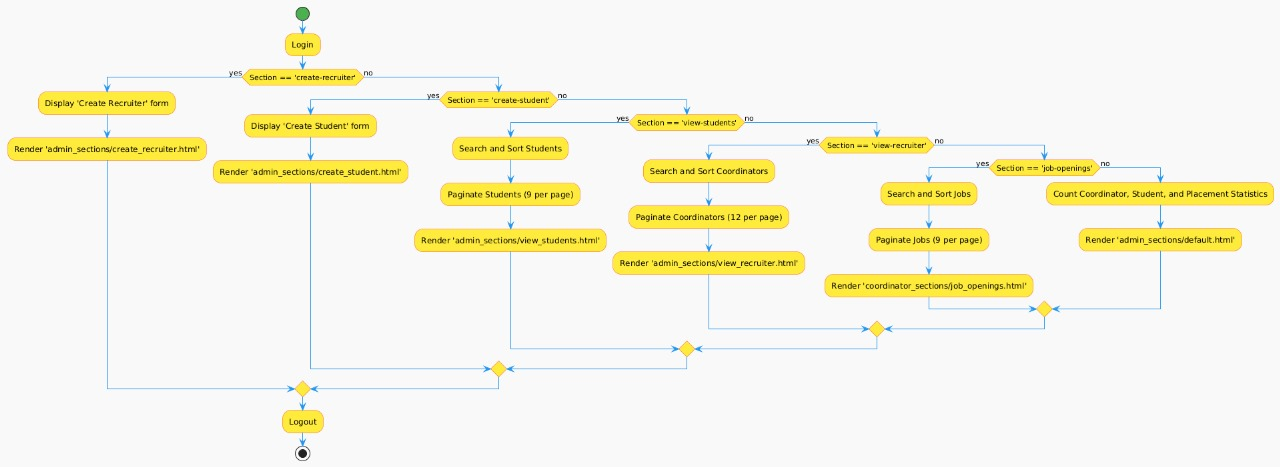 Login
yes
Section == 'create-recruiter'
no
Display 'Create Recruiter' form
Render 'admin_sections/create_recruiter.html'
yes
Section == 'create-student'
no
Display 'Create Student' form
Render 'admin_sections/create_student.html'
yes
Section == 'view-students'
no
Search and Sort Students
Paginate Students (9 per page)
Render 'admin_sections/view_students.html'
yes
Section == 'view-recruiter'
no
Search and Sort Coordinators
Paginate Coordinators (12 per page)
Render 'admin_sections/view_recruiter.html'
yes
Section == 'job-openings'
no
Search and Sort Jobs
Paginate Jobs (9 per page)
Render 'coordinator_sections/job_openings.html'
Count Coordinator, Student, and Placement Statistics
Render 'admin_sections/default.html'
Logout